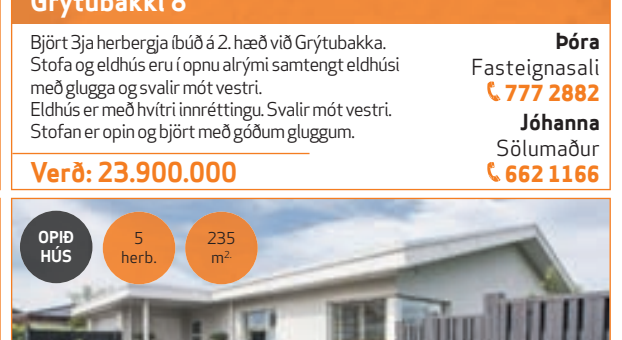 Grýtubakki 8
Björt 3ja herbergja íbúð á 2. hæð við Grýtubakka.
Stofa og eldhús eru í opnu alrými samtengt eldhúsi
með glugga og svalir mót vestri.
Eldhús er með hvítri innréttingu. Svalir mót vestri.
Stofan er opin og björt með góðum gluggum.
Verð: 23.900.000
Þóra
Fasteignasali
777 2882
Jóhanna
Sölumaður
662 1166
OPIÐ
HÚS
5
herb.
235
m2.